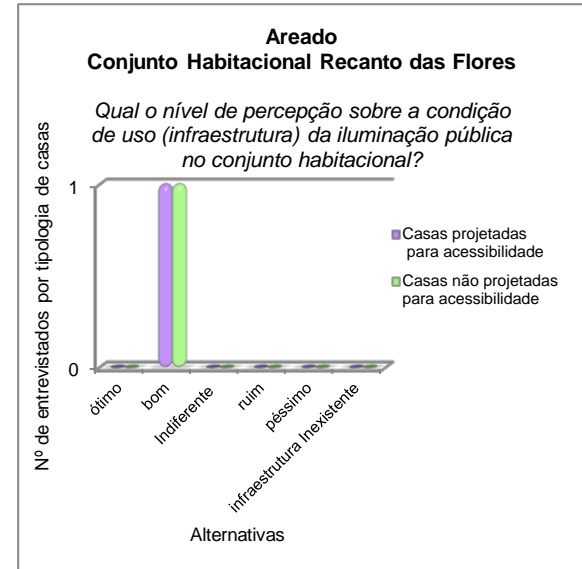 Areado
Conjunto Habitacional Recanto das Flores
Qual o nível de percepção sobre a condição
de uso (infraestrutura) da iluminação pública
no conjunto habitacional?
Nº de entrevistados por tipologia de casas
1
0
Casas projetadas
para acessibilidade
Casas não projetadas
para acessibilidade
ótimo
bom
Indiferente
ruim
péssimo
infraestrutura Inexistente
Alternativas